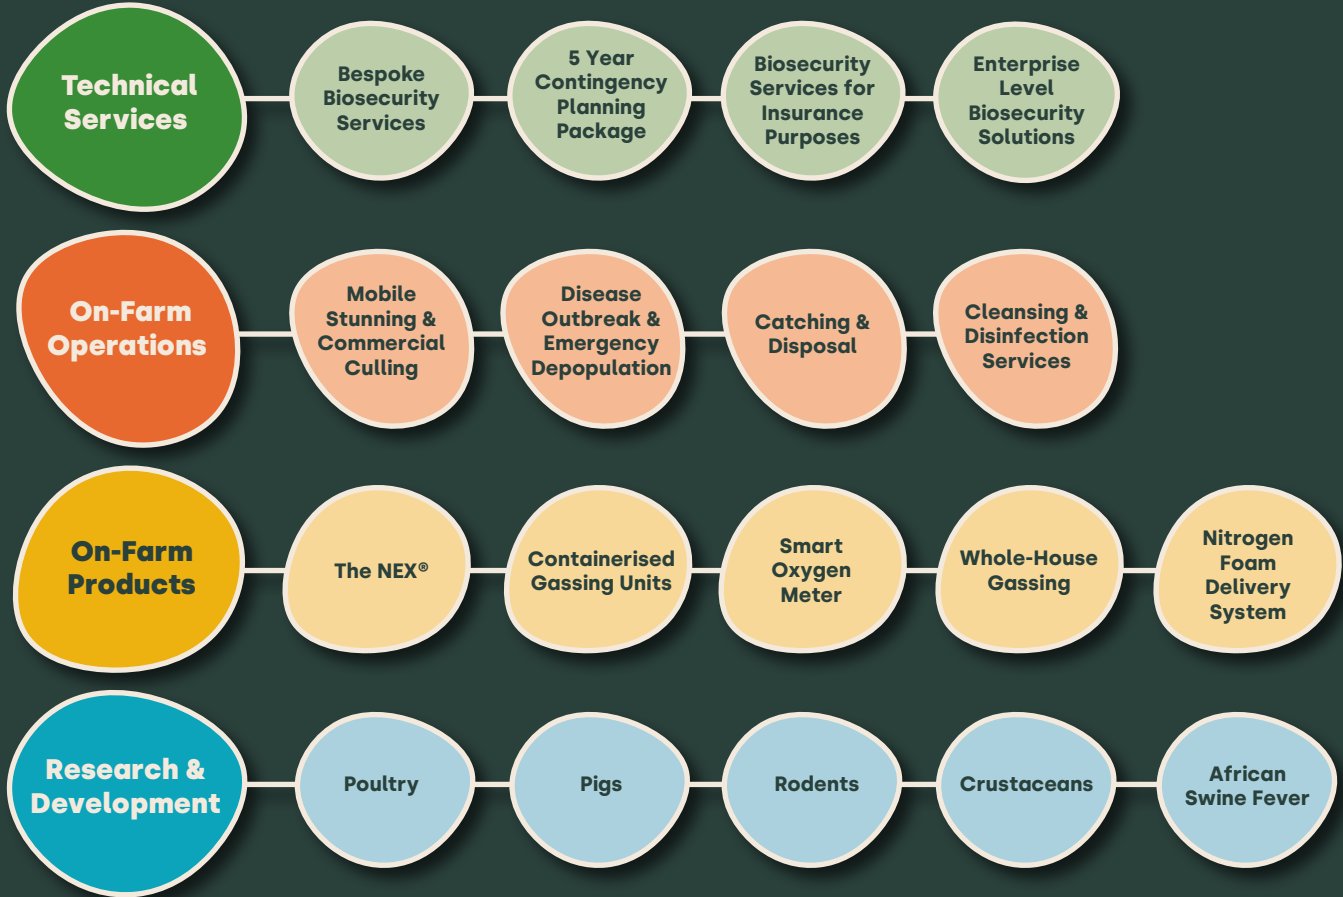 Technical
Services
Bespoke
Biosecurity
Services
5 Year
Contingency
Planning
Package
Biosecurity
Services for
Insurance
Purposes
Enterprise
Level
Biosecurity
Solutions
On-Farm
Operations
Mobile
Stunning &
Commercial
Culling
Disease
Outbreak &
Emergency
Depopulation
Catching &
Disposal
Cleansing &
Disinfection
Services
On-Farm
Products
The NEX®
Containerised
Gassing Units
Smart
Oxygen
Meter
Whole-House
Gassing
Nitrogen
Foam
Delivery
System
Research &
Development
Poultry
Pigs
Rodents
Crustaceans
African
Swine Fever